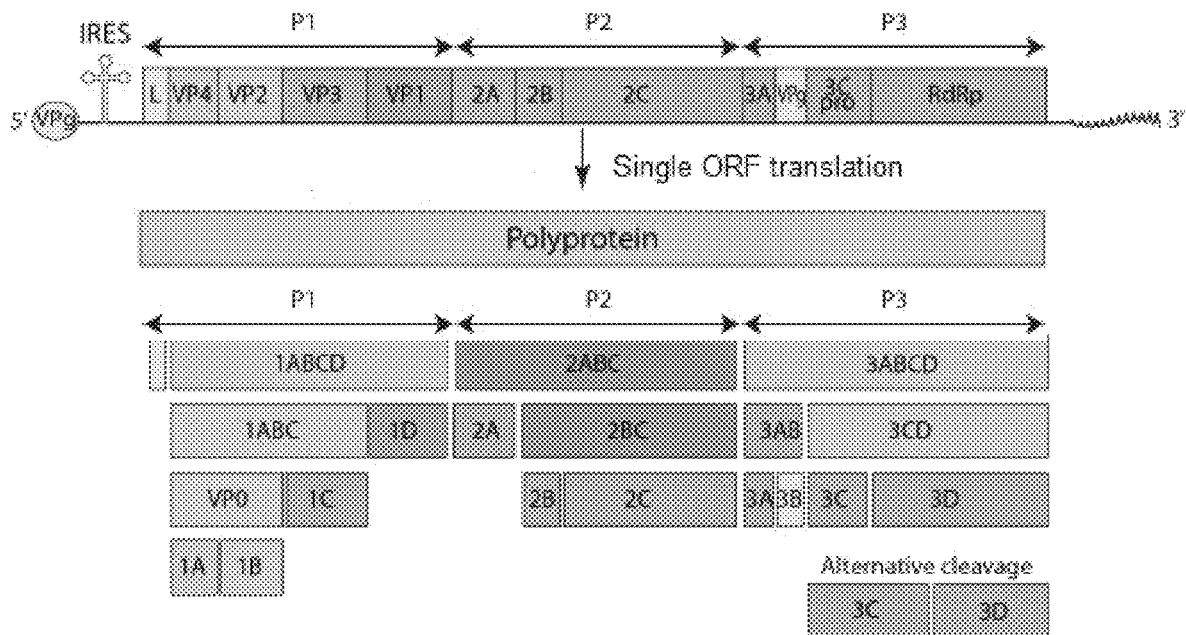 P1 P2 P3
IRES
L VP4 VP2 VP3 VP1 2A 2B 2C 3A VPg 3C pro RdRp
5' VPg 3'
Single ORF translation
Polyprotein
P1 P2 P3
1ABCD 2ABC 3ABCD
1ABC 1D 2A 2BC 3AB 3CD
VP0 1C 2B 2C 3A 3B 3C 3D
1A 1B
Alternative cleavage
3C 3D